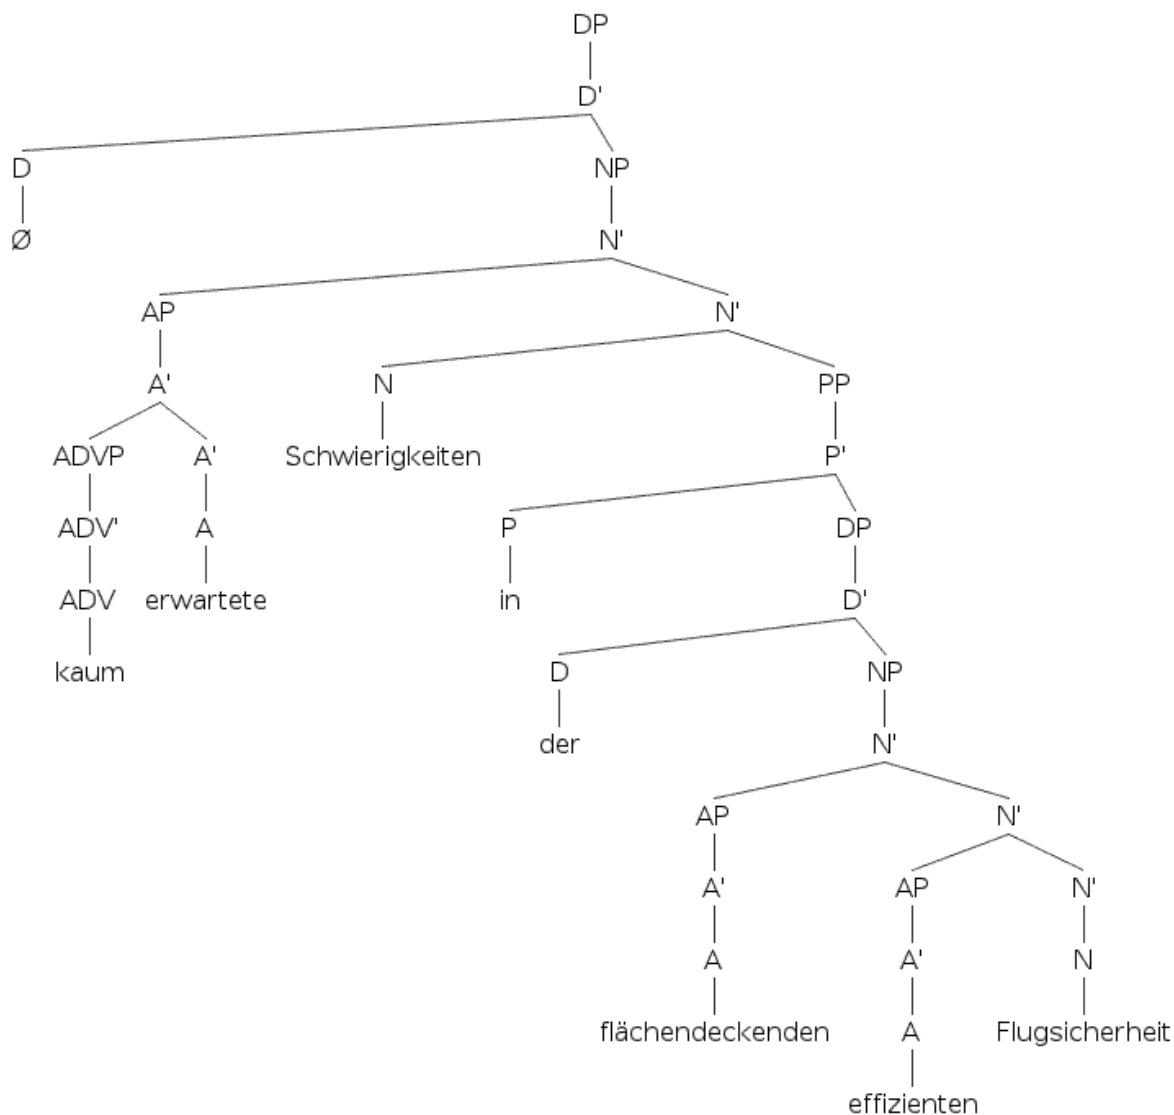 DP
D'
D NP
Ø N'
AP N'
A' N PP
ADVP A' Schwierigkeiten P'
ADV' A P DP
ADV erwartete in D'
kaum D NP
der N'
AP N'
A' AP N'
A A' N
flächendeckenden A Flugsicherheit
effizienten